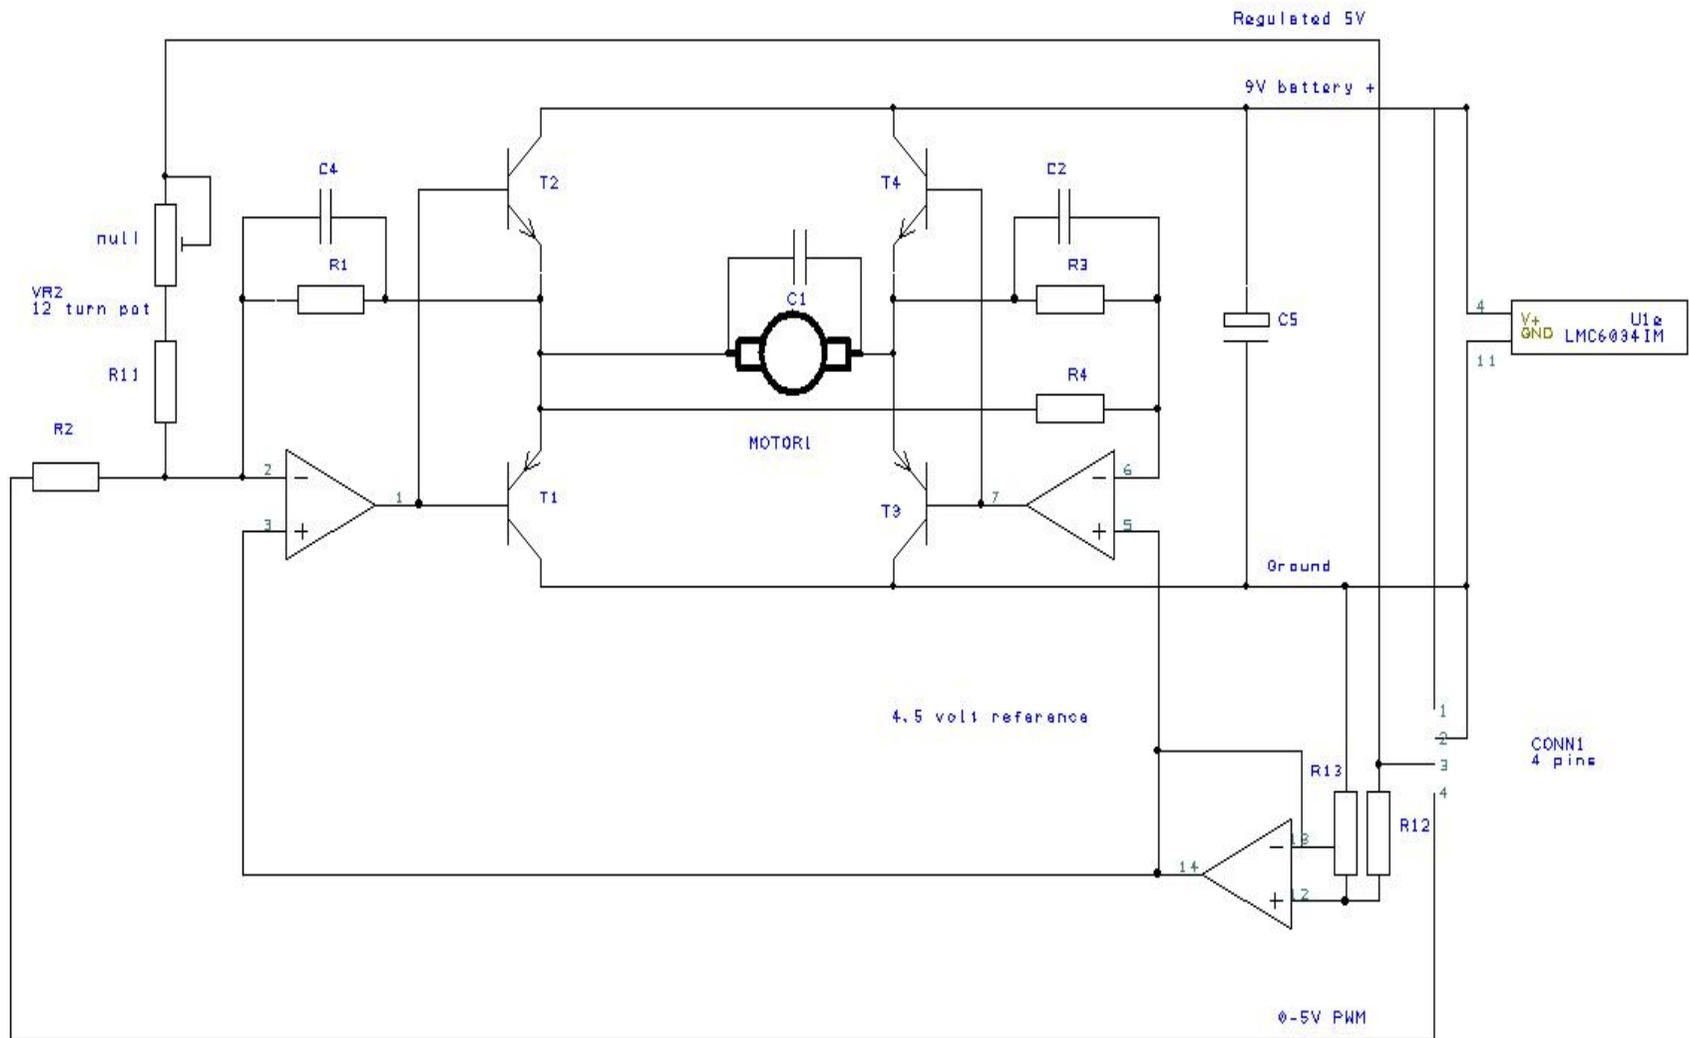 Regulated 5V
9V battery +
C4
T2
T4
C2
null
R1
R3
VR2
12 turn pot
C1
C5
4
V+
U1e
GND
LMC6034IM
11
R11
R4
R2
MOTOR1
2
−
1
T1
T3
7
−
6
3
+
+
5
Ground
4.5 volt reference
1
2
CONN1
4 pins
3
R13
4
R12
13
−
14
+
12
0-5V PWM